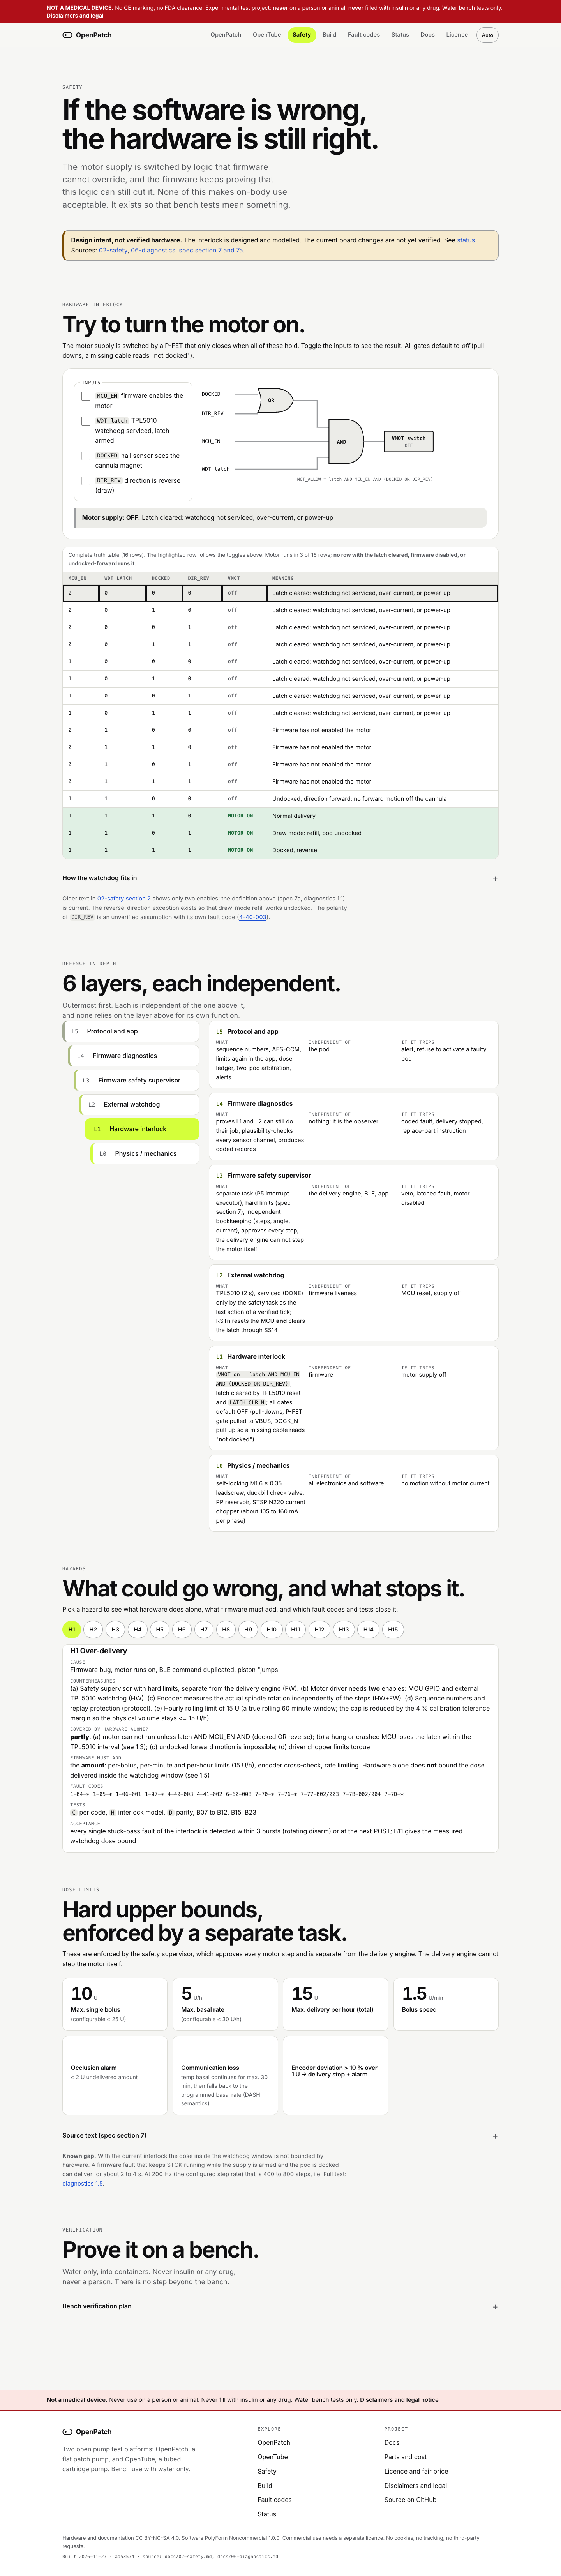 NOT A MEDICAL DEVICE. No CE marking, no FDA clearance. Experimental test project: never on a person or animal, never filled with insulin or any drug. Water bench tests only.
Disclaimers and legal
OpenPatch
OpenPatch OpenTube Safety Build Fault codes Status Docs Licence Auto
SAFETY
If the software is wrong,
the hardware is still right.
The motor supply is switched by logic that firmware
cannot override, and the firmware keeps proving that
this logic can still cut it. None of this makes on-body use
acceptable. It exists so that bench tests mean something.
Design intent, not verified hardware. The interlock is designed and modelled. The current board changes are not yet verified. See status.
Sources: 02-safety, 06-diagnostics, spec section 7 and 7a.
HARDWARE INTERLOCK
Try to turn the motor on.
The motor supply is switched by a P-FET that only closes when all of these hold. Toggle the inputs to see the result. All gates default to off (pull-
downs, a missing cable reads "not docked").
INPUTS
MCU_EN firmware enables the
motor
WDT latch TPL5010
watchdog serviced, latch
armed
DOCKED hall sensor sees the
cannula magnet
DIR_REV direction is reverse
(draw)
DOCKED
DIR_REV
MCU_EN
WDT latch
OR
AND
VMOT switch
OFF
MOT_ALLOW = latch AND MCU_EN AND (DOCKED OR DIR_REV)
Motor supply: OFF. Latch cleared: watchdog not serviced, over-current, or power-up
Complete truth table (16 rows). The highlighted row follows the toggles above. Motor runs in 3 of 16 rows; no row with the latch cleared, firmware disabled, or
undocked-forward runs it.
MCU_EN WDT LATCH DOCKED DIR_REV VMOT MEANING
0 0 0 0 off Latch cleared: watchdog not serviced, over-current, or power-up
0 0 1 0 off Latch cleared: watchdog not serviced, over-current, or power-up
0 0 0 1 off Latch cleared: watchdog not serviced, over-current, or power-up
0 0 1 1 off Latch cleared: watchdog not serviced, over-current, or power-up
1 0 0 0 off Latch cleared: watchdog not serviced, over-current, or power-up
1 0 1 0 off Latch cleared: watchdog not serviced, over-current, or power-up
1 0 0 1 off Latch cleared: watchdog not serviced, over-current, or power-up
1 0 1 1 off Latch cleared: watchdog not serviced, over-current, or power-up
0 1 0 0 off Firmware has not enabled the motor
0 1 1 0 off Firmware has not enabled the motor
0 1 0 1 off Firmware has not enabled the motor
0 1 1 1 off Firmware has not enabled the motor
1 1 0 0 off Undocked, direction forward: no forward motion off the cannula
1 1 1 0 MOTOR ON Normal delivery
1 1 0 1 MOTOR ON Draw mode: refill, pod undocked
1 1 1 1 MOTOR ON Docked, reverse
How the watchdog fits in +
Older text in 02-safety section 2 shows only two enables; the definition above (spec 7a, diagnostics 1.1)
is current. The reverse-direction exception exists so that draw-mode refill works undocked. The polarity
of DIR_REV is an unverified assumption with its own fault code (4-40-003).
DEFENCE IN DEPTH
6 layers, each independent.
Outermost first. Each is independent of the one above it,
and none relies on the layer above for its own function.
L5 Protocol and app
L4 Firmware diagnostics
L3 Firmware safety supervisor
L2 External watchdog
L1 Hardware interlock
L0 Physics / mechanics
L5 Protocol and app
WHAT INDEPENDENT OF IF IT TRIPS
sequence numbers, AES-CCM, the pod alert, refuse to activate a faulty
limits again in the app, dose pod
ledger, two-pod arbitration,
alerts
L4 Firmware diagnostics
WHAT INDEPENDENT OF IF IT TRIPS
proves L1 and L2 can still do nothing: it is the observer coded fault, delivery stopped,
their job, plausibility-checks replace-part instruction
every sensor channel, produces
coded records
L3 Firmware safety supervisor
WHAT INDEPENDENT OF IF IT TRIPS
separate task (P5 interrupt the delivery engine, BLE, app veto, latched fault, motor
executor), hard limits (spec disabled
section 7), independent
bookkeeping (steps, angle,
current), approves every step;
the delivery engine can not step
the motor itself
L2 External watchdog
WHAT INDEPENDENT OF IF IT TRIPS
TPL5010 (2 s), serviced (DONE) firmware liveness MCU reset, supply off
only by the safety task as the
last action of a verified tick;
RSTn resets the MCU and clears
the latch through SS14
L1 Hardware interlock
WHAT INDEPENDENT OF IF IT TRIPS
VMOT on = latch AND MCU_EN firmware motor supply off
AND (DOCKED OR DIR_REV) ;
latch cleared by TPL5010 reset
and LATCH_CLR_N ; all gates
default OFF (pull-downs, P-FET
gate pulled to VBUS, DOCK_N
pull-up so a missing cable reads
"not docked")
L0 Physics / mechanics
WHAT INDEPENDENT OF IF IT TRIPS
self-locking M1.6 × 0.35 all electronics and software no motion without motor current
leadscrew, duckbill check valve,
PP reservoir, STSPIN220 current
chopper (about 105 to 160 mA
per phase)
HAZARDS
What could go wrong, and what stops it.
Pick a hazard to see what hardware does alone, what firmware must add, and which fault codes and tests close it.
H1 H2 H3 H4 H5 H6 H7 H8 H9 H10 H11 H12 H13 H14 H15
H1 Over-delivery
CAUSE
Firmware bug, motor runs on, BLE command duplicated, piston "jumps"
COUNTERMEASURES
(a) Safety supervisor with hard limits, separate from the delivery engine (FW). (b) Motor driver needs two enables: MCU GPIO and external
TPL5010 watchdog (HW). (c) Encoder measures the actual spindle rotation independently of the steps (HW+FW). (d) Sequence numbers and
replay protection (protocol). (e) Hourly rolling limit of 15 U (a true rolling 60 minute window; the cap is reduced by the 4 % calibration tolerance
margin so the physical volume stays <= 15 U/h).
COVERED BY HARDWARE ALONE?
partly. (a) motor can not run unless latch AND MCU_EN AND (docked OR reverse); (b) a hung or crashed MCU loses the latch within the
TPL5010 interval (see 1.3); (c) undocked forward motion is impossible; (d) driver chopper limits torque
FIRMWARE MUST ADD
the amount: per-bolus, per-minute and per-hour limits (15 U/h), encoder cross-check, rate limiting. Hardware alone does not bound the dose
delivered inside the watchdog window (see 1.5)
FAULT CODES
1-04-* 1-05-* 1-06-001 1-07-* 4-40-003 4-41-002 6-60-008 7-70-* 7-76-* 7-77-002/003 7-7B-002/004 7-7D-*
TESTS
C per code, H interlock model, D parity, B07 to B12, B15, B23
ACCEPTANCE
every single stuck-pass fault of the interlock is detected within 3 bursts (rotating disarm) or at the next POST; B11 gives the measured
watchdog dose bound
DOSE LIMITS
Hard upper bounds,
enforced by a separate task.
These are enforced by the safety supervisor, which approves every motor step and is separate from the delivery engine. The delivery engine cannot
step the motor itself.
10 U
Max. single bolus
(configurable ≤ 25 U)
5 U/h
Max. basal rate
(configurable ≤ 30 U/h)
15 U
Max. delivery per hour (total)
1.5 U/min
Bolus speed
Occlusion alarm
≤ 2 U undelivered amount
Communication loss
temp basal continues for max. 30
min, then falls back to the
programmed basal rate (DASH
semantics)
Encoder deviation > 10 % over
1 U → delivery stop + alarm
Source text (spec section 7) +
Known gap. With the current interlock the dose inside the watchdog window is not bounded by
hardware. A firmware fault that keeps STCK running while the supply is armed and the pod is docked
can deliver for about 2 to 4 s. At 200 Hz (the configured step rate) that is 400 to 800 steps, i.e. Full text:
diagnostics 1.5.
VERIFICATION
Prove it on a bench.
Water only, into containers. Never insulin or any drug,
never a person. There is no step beyond the bench.
Bench verification plan +
Not a medical device. Never use on a person or animal. Never fill with insulin or any drug. Water bench tests only. Disclaimers and legal notice
OpenPatch
Two open pump test platforms: OpenPatch, a
flat patch pump, and OpenTube, a tubed
cartridge pump. Bench use with water only.
EXPLORE
OpenPatch
OpenTube
Safety
Build
Fault codes
Status
PROJECT
Docs
Parts and cost
Licence and fair price
Disclaimers and legal
Source on GitHub
Hardware and documentation CC BY-NC-SA 4.0. Software PolyForm Noncommercial 1.0.0. Commercial use needs a separate licence. No cookies, no tracking, no third-party
requests.
Built 2026-11-27 · aa53574 · source: docs/02-safety.md, docs/06-diagnostics.md